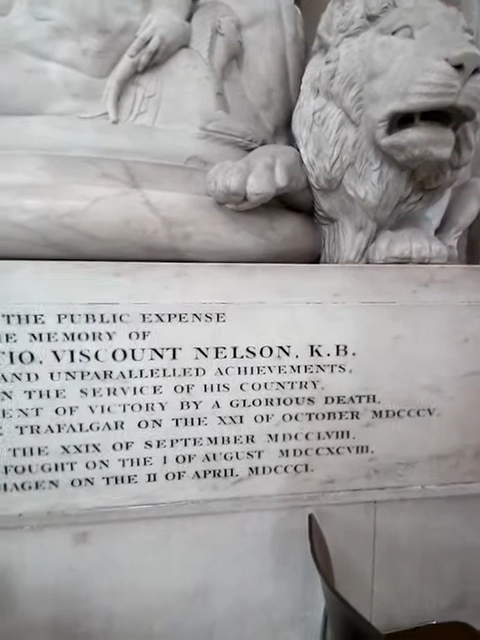 THE PUBLIC EXPENSE
E MEMORY OF
TIO, VISCOUNT NELSON, K.B.
AND UNPARALLELLED ACHIEVEMENTS,
N THE SERVICE OF HIS COUNTRY,
ENT OF VICTORY BY A GLORIOUS DEATH,
TRAFALGAR ON THE XXI OF OCTOBER MDCCCV.
THE XXIX OF SEPTEMBER MDCCLVIII.
FOUGHT ON THE I OF AUGUST MDCCXCVIII,
HAGEN ON THE II OF APRIL MDCCCI.